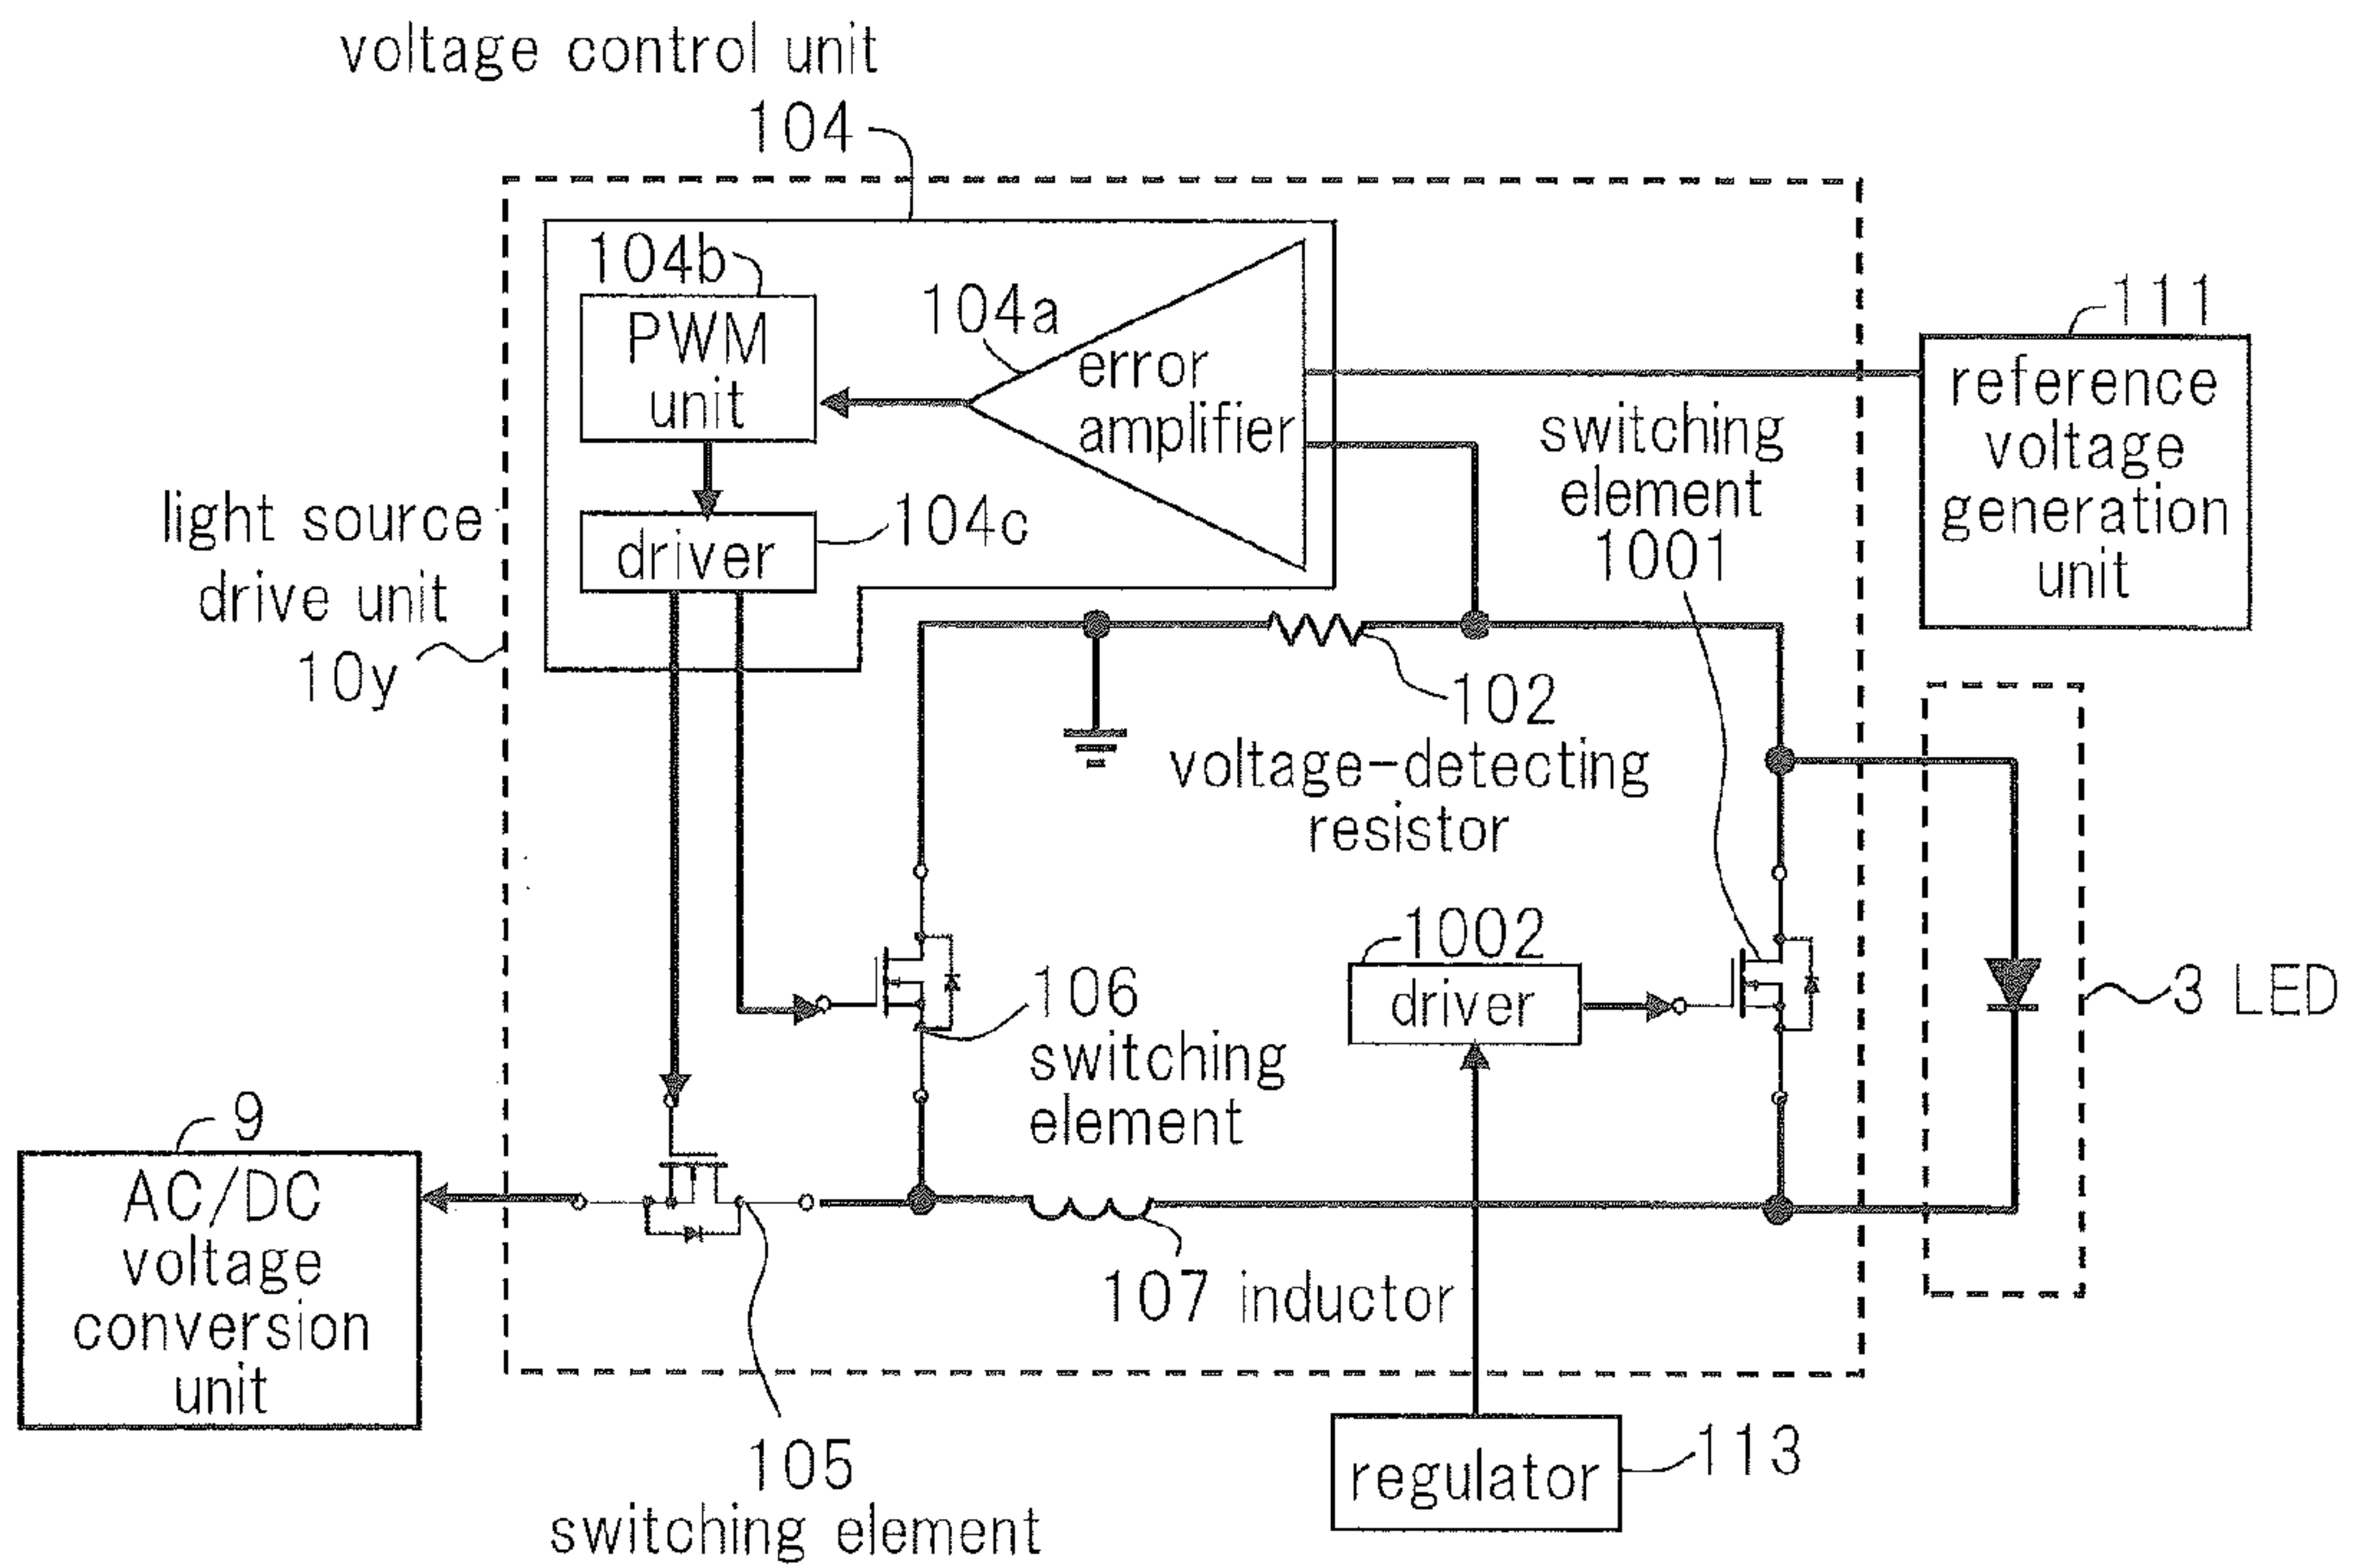 voltage control unit
104
104b
PWM
unit
104a
error
amplifier
104c
driver
light source
drive unit
10y
switching
element
1001
111
reference
voltage
generation
unit
102
voltage-detecting
resistor
1002
driver
106
switching
element
3 LED
9
AC/DC
voltage
conversion
unit
107 inductor
105
switching element
regulator
113